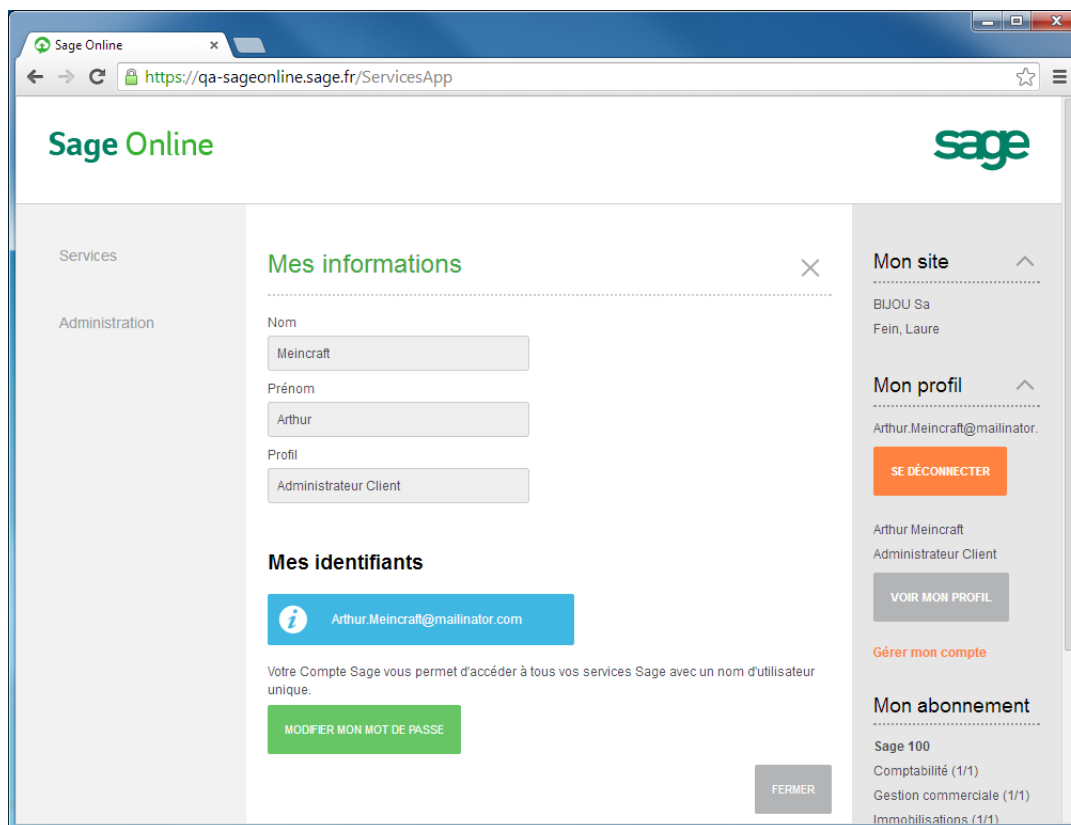 Sage Online
https://qa-sageonline.sage.fr/ServicesApp
Sage Online
sage
Services
Administration
Mes informations
Nom
Meincraft
Prénom
Arthur
Profil
Administrateur Client
Mes identifiants
Arthur.Meincraft@mailinator.com
Votre Compte Sage vous permet d'accéder à tous vos services Sage avec un nom d'utilisateur
unique.
MODIFIER MON MOT DE PASSE
FERMER
Mon site
BIJOU Sa
Fein, Laure
Mon profil
Arthur.Meincraft@mailinator.
SE DÉCONNECTER
Arthur Meincraft
Administrateur Client
VOIR MON PROFIL
Gérer mon compte
Mon abonnement
Sage 100
Comptabilité (1/1)
Gestion commerciale (1/1)
Immobilisations (1/1)